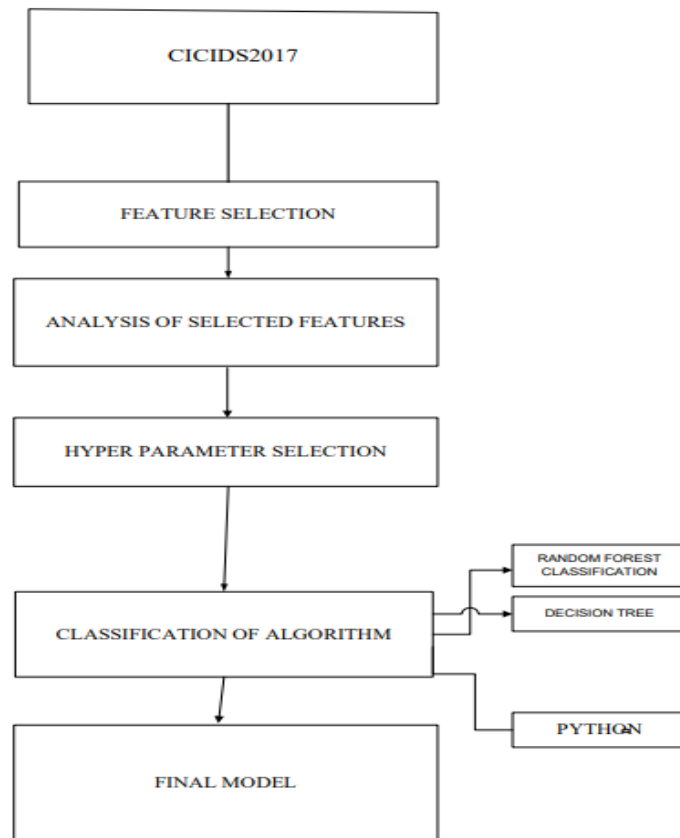 CICIDS2017
FEATURE SELECTION
ANALYSIS OF SELECTED FEATURES
HYPER PARAMETER SELECTION
RANDOM FOREST
CLASSIFICATION
DECISION TREE
CLASSIFICATION OF ALGORITHM
PYTHON
FINAL MODEL